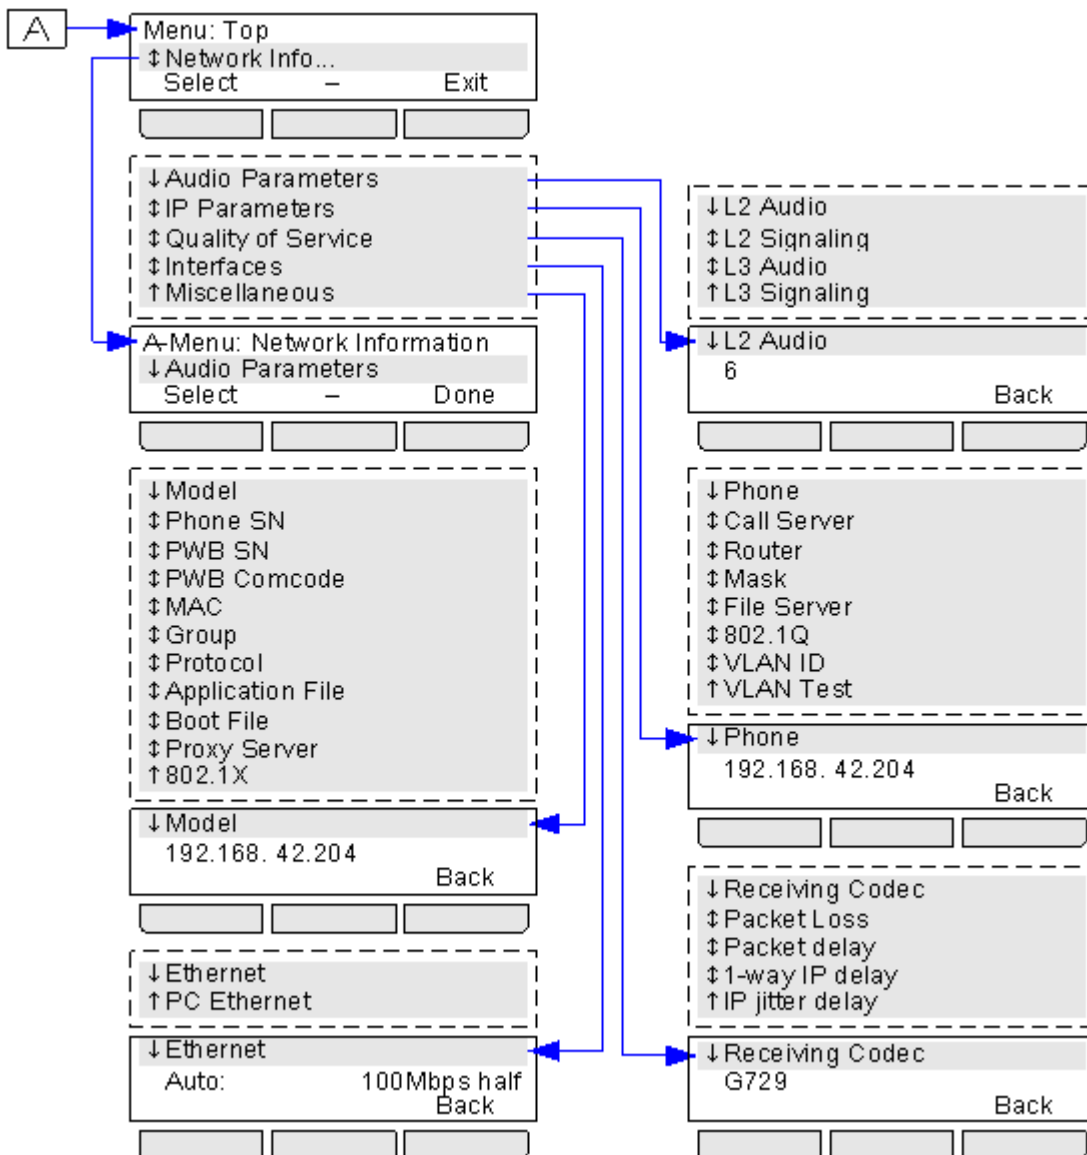 A
Menu: Top
↕Network Info...
Select – Exit
↓Audio Parameters
↕IP Parameters
↕Quality of Service
↕Interfaces
↑Miscellaneous
A-Menu: Network Information
↓Audio Parameters
Select – Done
↓Model
↕Phone SN
↕PWB SN
↕PWB Comcode
↕MAC
↕Group
↕Protocol
↕Application File
↕Boot File
↕Proxy Server
↑802.1X
↓Model
192.168. 42.204
Back
↓Ethernet
↑PC Ethernet
↓Ethernet
Auto: 100Mbps half
Back
↓L2 Audio
↕L2 Signaling
↕L3 Audio
↑L3 Signaling
↓L2 Audio
6
Back
↓Phone
↕Call Server
↕Router
↕Mask
↕File Server
↕802.1Q
↕VLAN ID
↑VLAN Test
↓Phone
192.168. 42.204
Back
↓Receiving Codec
↕Packet Loss
↕Packet delay
↕1-way IP delay
↑IP jitter delay
↓Receiving Codec
G729
Back